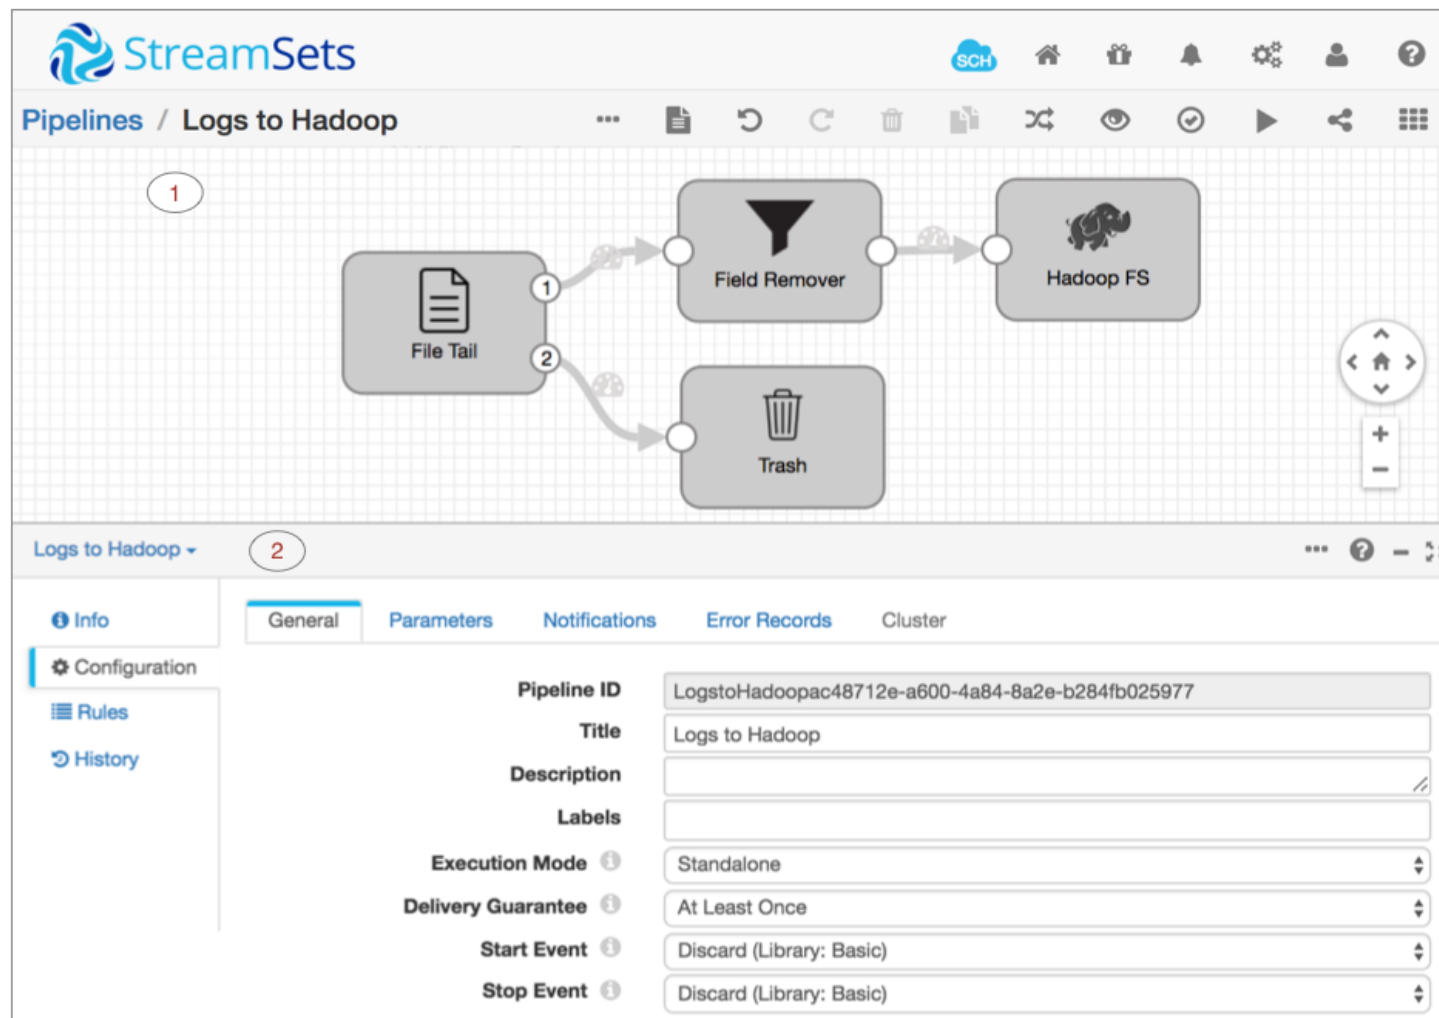 StreamSets
SCH
Pipelines / Logs to Hadoop
1
Field Remover
Hadoop FS
1
File Tail
2
Trash
Logs to Hadoop
2
Info
General Parameters Notifications Error Records Cluster
Configuration
Rules
History
Pipeline ID LogstoHadoopac48712e-a600-4a84-8a2e-b284fb025977
Title Logs to Hadoop
Description
Labels
Execution Mode Standalone
Delivery Guarantee At Least Once
Start Event Discard (Library: Basic)
Stop Event Discard (Library: Basic)